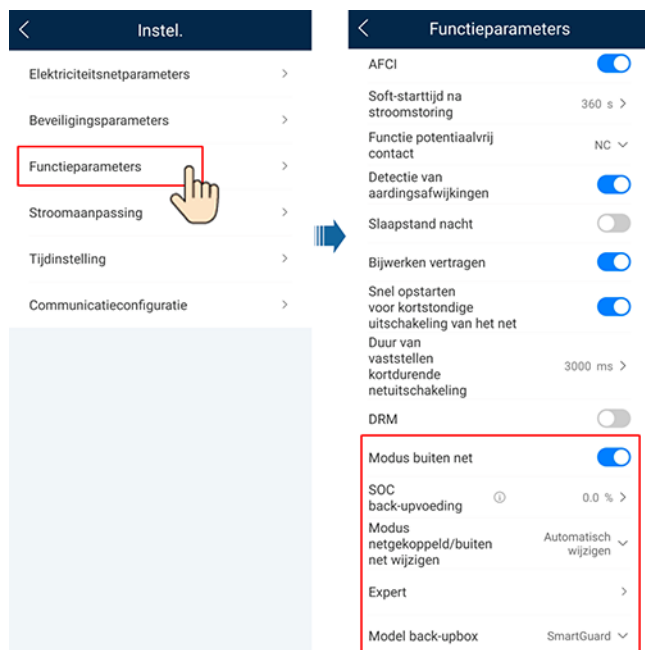 Instel.
Elektriciteitsnetparameters
Beveiligingsparameters
Functieparameters
Stroomaanpassing
Tijdinstelling
Communicatieconfiguratie
Functieparameters
AFCI
Soft-starttijd na
stroomstoring
360 s
Functie potentiaalvrij
contact
NC
Detectie van
aardingsafwijkingen
Slaapstand nacht
Bijwerken vertragen
Snel opstarten
voor kortstondige
uitschakeling van het net
Duur van
vaststellen
kortdurende
netuitschakeling
3000 ms
DRM
Modus buiten net
SOC
back-upvoeding
0.0 %
Modus
netgekoppeld/buiten
net wijzigen
Automatisch
wijzigen
Expert
Model back-upbox
SmartGuard